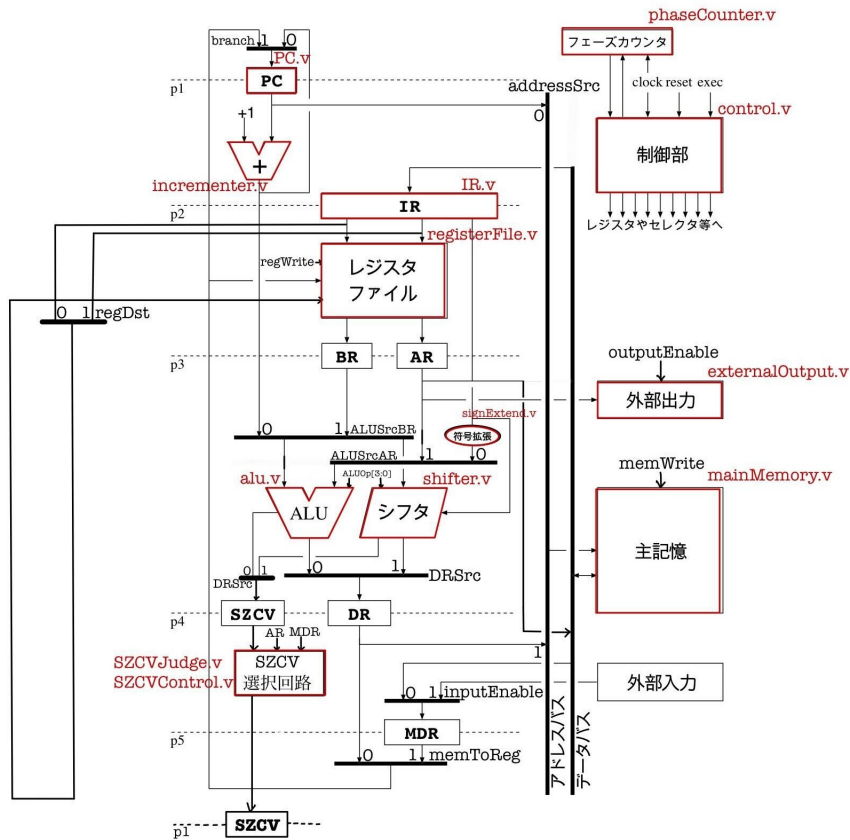 phaseCounter.v
フェーズカウンタ
branch 1 0
PC.v
PC
p1
addressSrc
clock reset exec
control.v
0
+1
+
制御部
incrementer.v
IR.v
IR
p2
レジスタやセレクタ等へ
registerFile.v
regWrite
レジスタ
ファイル
0 1 regDst
BR
AR
p3
outputEnable
externalOutput.v
外部出力
signExtend.v
符号拡張
0 1 ALUSrcBR
ALUSrcAR 1 0
ALUOp[3:0]
alu.v
shifter.v
memWrite
mainMemory.v
ALU
シフタ
主記憶
0 1
DRSrc
0 1 DRSrc
SZCV
DR
p4
AR MDR
1
SZCVJudge.v
SZCVControl.v
SZCV
選択回路
0 1 inputEnable
外部入力
MDR
p5
0 1 memToReg
アドレスバス
データバス
SZCV
p1